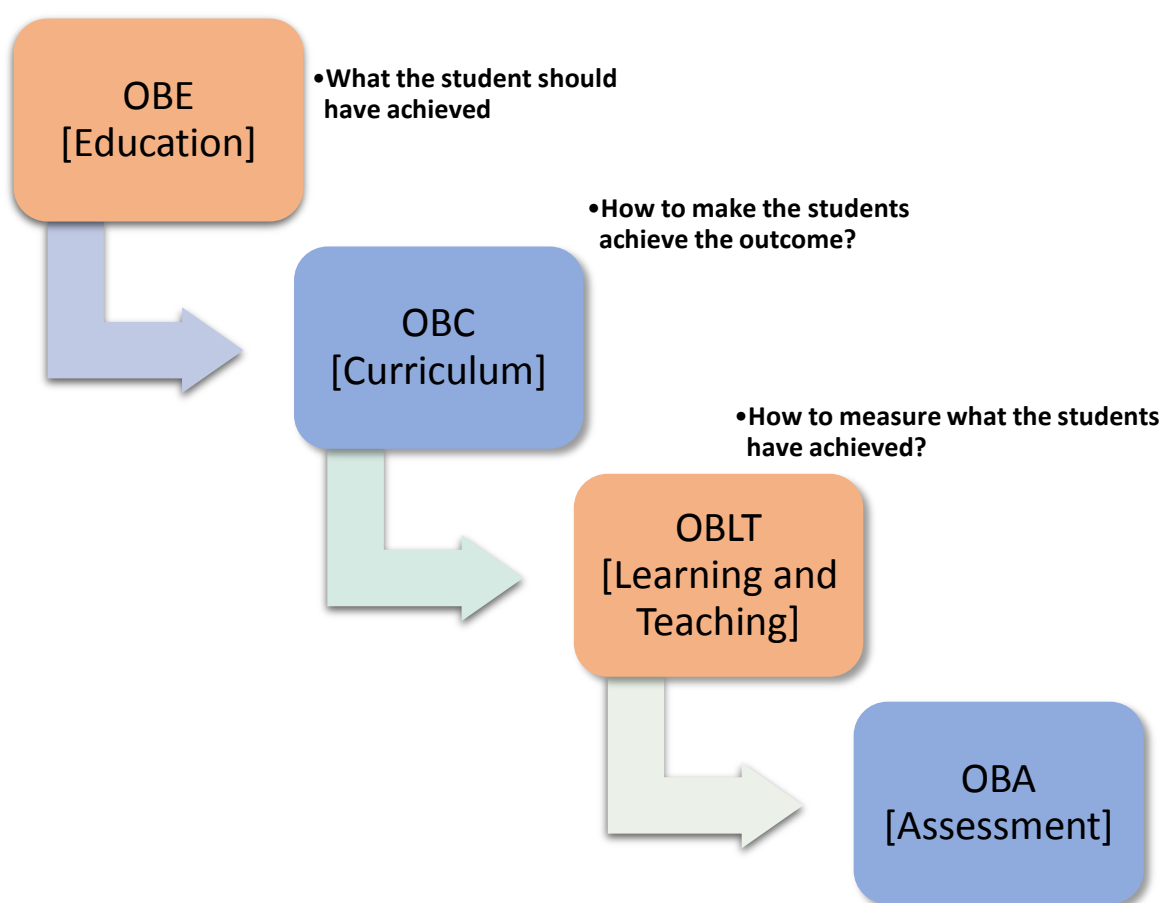 OBE
[Education]
•What the student should
have achieved
•How to make the students
achieve the outcome?
OBC
[Curriculum]
•How to measure what the students
have achieved?
OBLT
[Learning and
Teaching]
OBA
[Assessment]